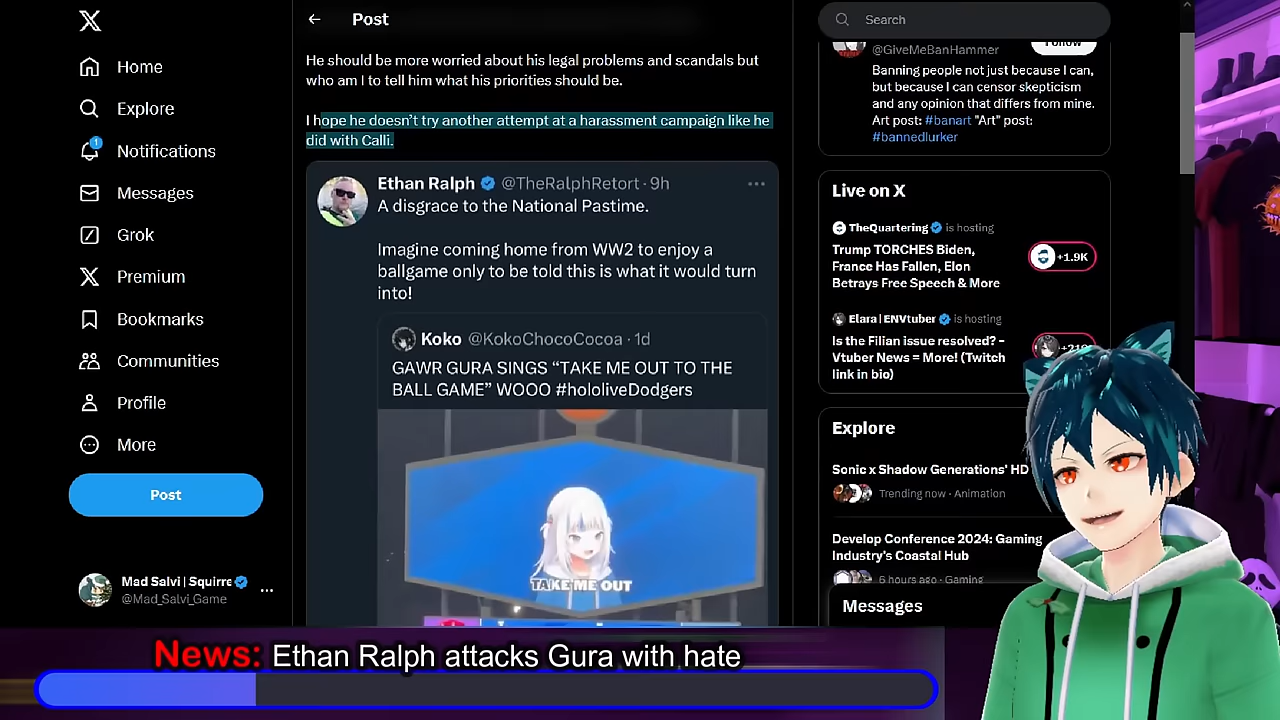 Home
Explore
Notifications
1
Messages
Grok
Premium
Bookmarks
Communities
Profile
More
Post
Mad Salvi | Squirre
@Mad_Salvi_Game
Post
He should be more worried about his legal problems and scandals but
who am I to tell him what his priorities should be.
I hope he doesn't try another attempt at a harassment campaign like he
did with Calli.
Ethan Ralph @TheRalphRetort · 9h
A disgrace to the National Pastime.
Imagine coming home from WW2 to enjoy a
ballgame only to be told this is what it would turn
into!
Koko @KokoChocoCocoa · 1d
GAWR GURA SINGS “TAKE ME OUT TO THE
BALL GAME” WOOO #hololiveDodgers
TAKE ME OUT
Search
@GiveMeBanHammer
Follow
Banning people not just because I can,
but because I can censor skepticism
and any opinion that differs from mine.
Art post: #banart "Art" post:
#bannedlurker
Live on X
TheQuartering is hosting
Trump TORCHES Biden,
France Has Fallen, Elon
Betrays Free Speech & More
+1.9K
Elara | ENVtuber is hosting
Is the Filian issue resolved? –
Vtuber News = More! (Twitch
link in bio)
Explore
Sonic x Shadow Generations' HD
Trending now · Animation
Develop Conference 2024: Gaming
Industry's Coastal Hub
6 hours ago · Gaming
Messages
News: Ethan Ralph attacks Gura with hate